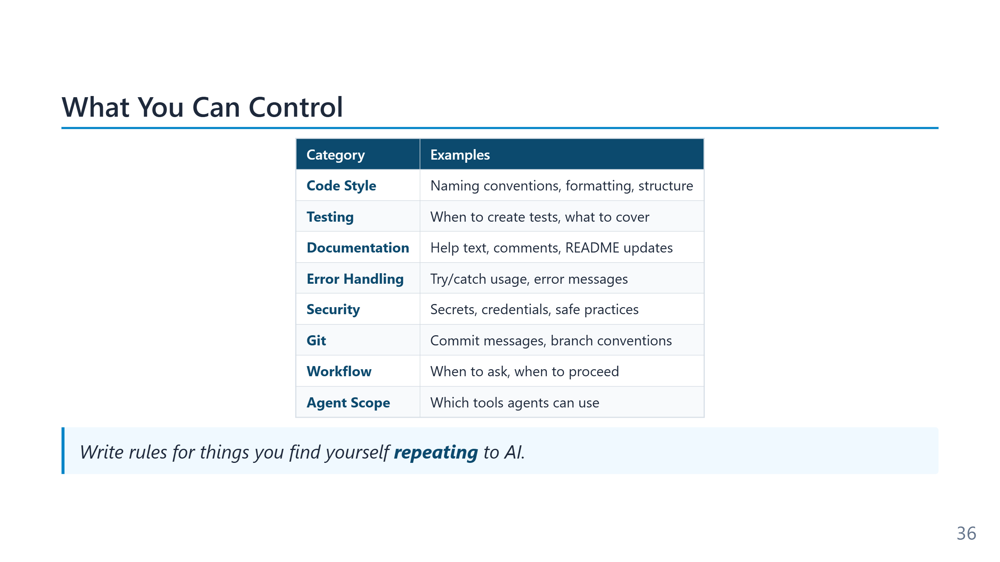 What You Can Control
Category Examples
Code Style Naming conventions, formatting, structure
Testing When to create tests, what to cover
Documentation Help text, comments, README updates
Error Handling Try/catch usage, error messages
Security Secrets, credentials, safe practices
Git Commit messages, branch conventions
Workflow When to ask, when to proceed
Agent Scope Which tools agents can use
Write rules for things you find yourself repeating to AI.
36